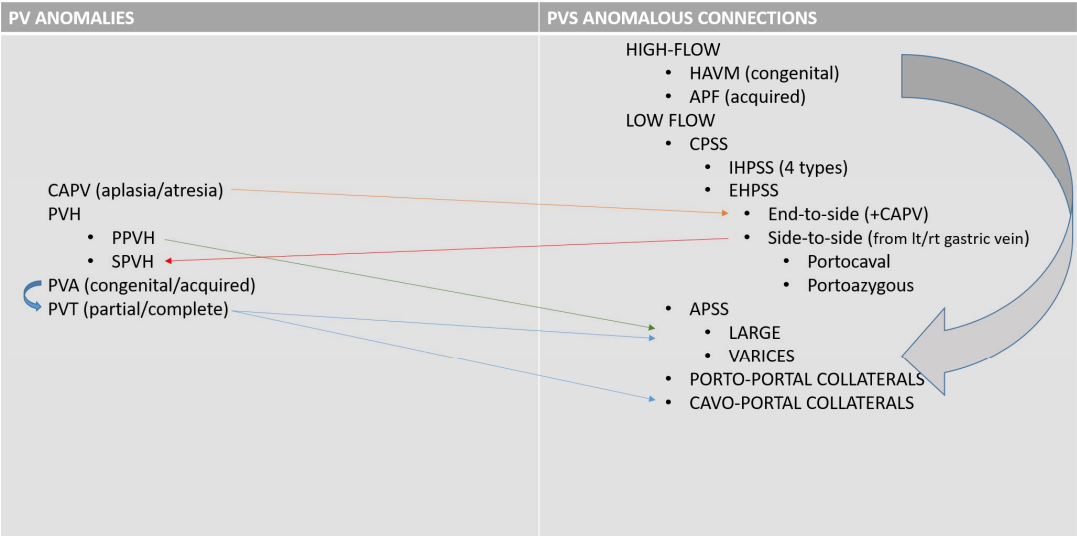 PV ANOMALIES
CAPV (aplasia/atresia)
PVH
• PPVH
• SPVH
PVA (congenital/acquired)
PVT (partial/complete)
PVS ANOMALOUS CONNECTIONS
HIGH-FLOW
• HAVM (congenital)
• APF (acquired)
LOW FLOW
• CPSS
• IHPSS (4 types)
• EHPSS
• End-to-side (+CAPV)
• Side-to-side (from lt/rt gastric vein)
• Portocaval
• Portoazygous
• APSS
• LARGE
• VARICES
• PORTO-PORTAL COLLATERALS
• CAVO-PORTAL COLLATERALS